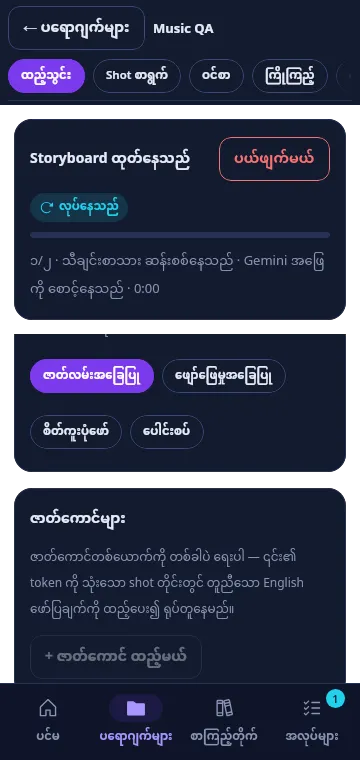 ← ပရောဂျက်များ Music QA
ထည့်သွင်း Shot စာရွက် ဝင်စာ ကြိုကြည့်
Storyboard ထုတ်နေသည် ပယ်ဖျက်မယ်
လုပ်နေသည်
၁/၂ · သီချင်းစာသား ဆန်းစစ်နေသည် · Gemini အဖြေ
ကို စောင့်နေသည် · 0:00
ဇာတ်လမ်းအခြေပြု ဖျော်ဖြေမှုအခြေပြု
စိတ်ကူးပုံဖော် ပေါင်းစပ်
ဇာတ်ကောင်များ
ဇာတ်ကောင်တစ်ယောက်ကို တစ်ခါပဲ ရေးပါ — ၎င်း၏
token ကို သုံးသော shot တိုင်းတွင် တူညီသော English
ဖော်ပြချက်ကို ထည့်ပေး၍ ရုပ်တူနေမည်။
+ ဇာတ်ကောင် ထည့်မယ်
1
ပင်မ ပရောဂျက်များ စာကြည့်တိုက် အလုပ်များ